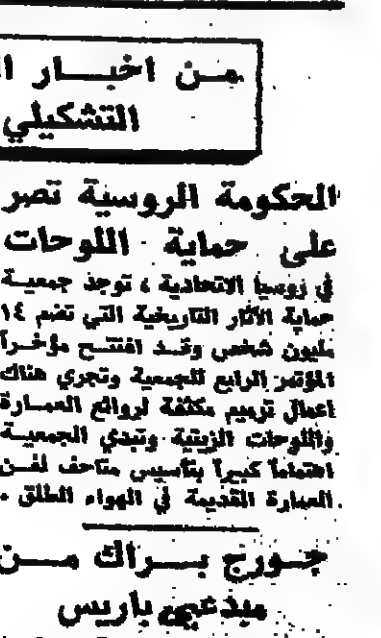 من اخبار
التشكيلي
الحكومة الروسية تصر
على حماية اللوحات
في روسيا الاتحادية ، توجد جمعية
حماية الآثار التاريخية التي تضم ١٤
مليون شخص وقد افتتح مؤخراً
المؤتمر الرابع للجمعية وتجري هناك
اعمال ترميم مكثفة لروائع العمارة
واللوحات الزيتية وتبدي الجمعية
اهتماماً كبيراً بتأسيس متاحف لفن
العمارة القديمة في الهواء الطلق .
جورج براك من
مبدعي باريس